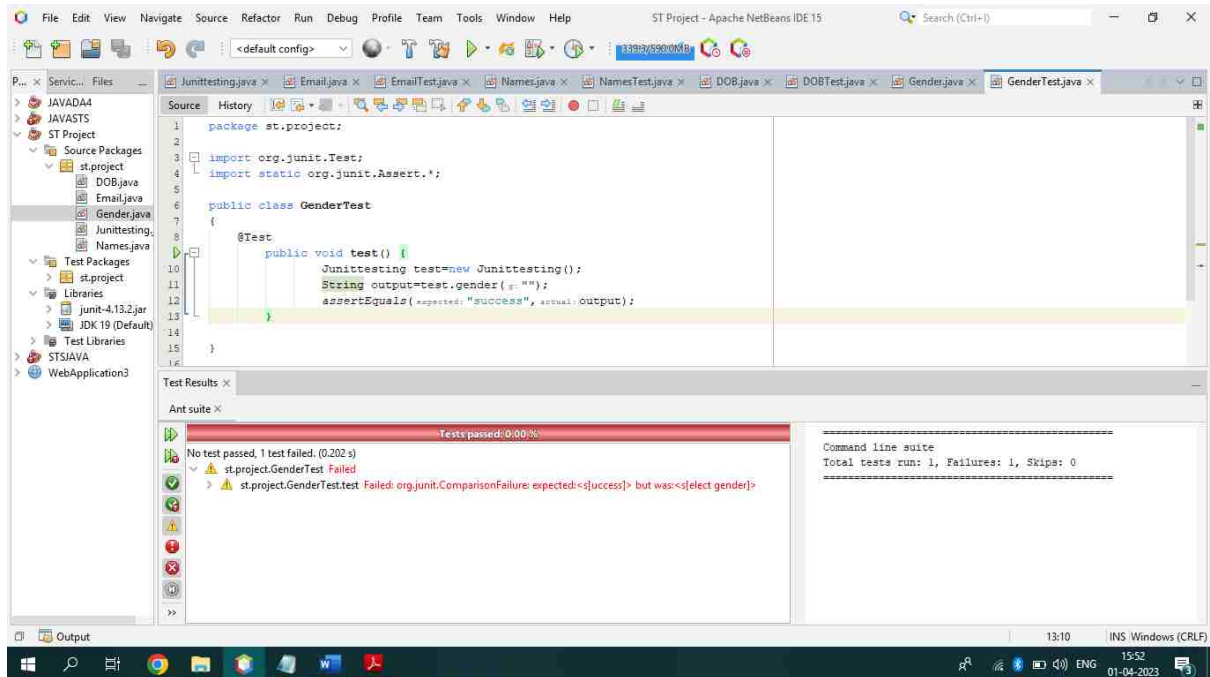 File Edit View Navigate Source Refactor Run Debug Profile Team Tools Window Help ST Project - Apache NetBeans IDE 15 Search (Ctrl+I)
<default config>
P... × Servic... Files
Junittesting.java × Email.java × EmailTest.java × Names.java × NamesTest.java × DOB.java × DOBTest.java × Gender.java × GenderTest.java ×
JAVADA4
JAVASTS
ST Project
Source Packages
st.project
DOB.java
Email.java
Gender.java
Junittesting.
Names.java
Test Packages
st.project
Libraries
junit-4.13.2.jar
JDK 19 (Default)
Test Libraries
STSJAVA
WebApplication3
Source History
1 package st.project;
2
3 import org.junit.Test;
4 import static org.junit.Assert.*;
5
6 public class GenderTest
7 {
8 @Test
public void test() {
10 Junittesting test=new Junittesting();
11 String output=test.gender( g: "");
12 assertEquals( expected: "success", actual: output);
13 }
14
15 }
16
Test Results ×
Ant suite ×
Tests passed: 0.00 %
No test passed, 1 test failed. (0.202 s)
st.project.GenderTest Failed
st.project.GenderTest.test Failed: org.junit.ComparisonFailure: expected:<s[uccess]> but was:<s[elect gender]>
Command line suite
Total tests run: 1, Failures: 1, Skips: 0
Output
13:10 INS Windows (CRLF)
ENG
15:52
01-04-2023
3